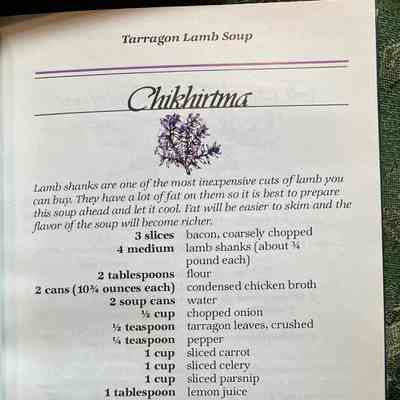 Tarragon Lamb Soup
Chikhirtma
Lamb shanks are one of the most inexpensive cuts of lamb you
can buy. They have a lot of fat on them so it is best to prepare
this soup ahead and let it cool. Fat will be easier to skim and the
flavor of the soup will become richer.
3 slices bacon, coarsely chopped
4 medium lamb shanks (about ¾
pound each)
2 tablespoons flour
2 cans (10¾ ounces each) condensed chicken broth
2 soup cans water
½ cup chopped onion
½ teaspoon tarragon leaves, crushed
¼ teaspoon pepper
1 cup sliced carrot
1 cup sliced celery
1 cup sliced parsnip
1 tablespoon lemon juice